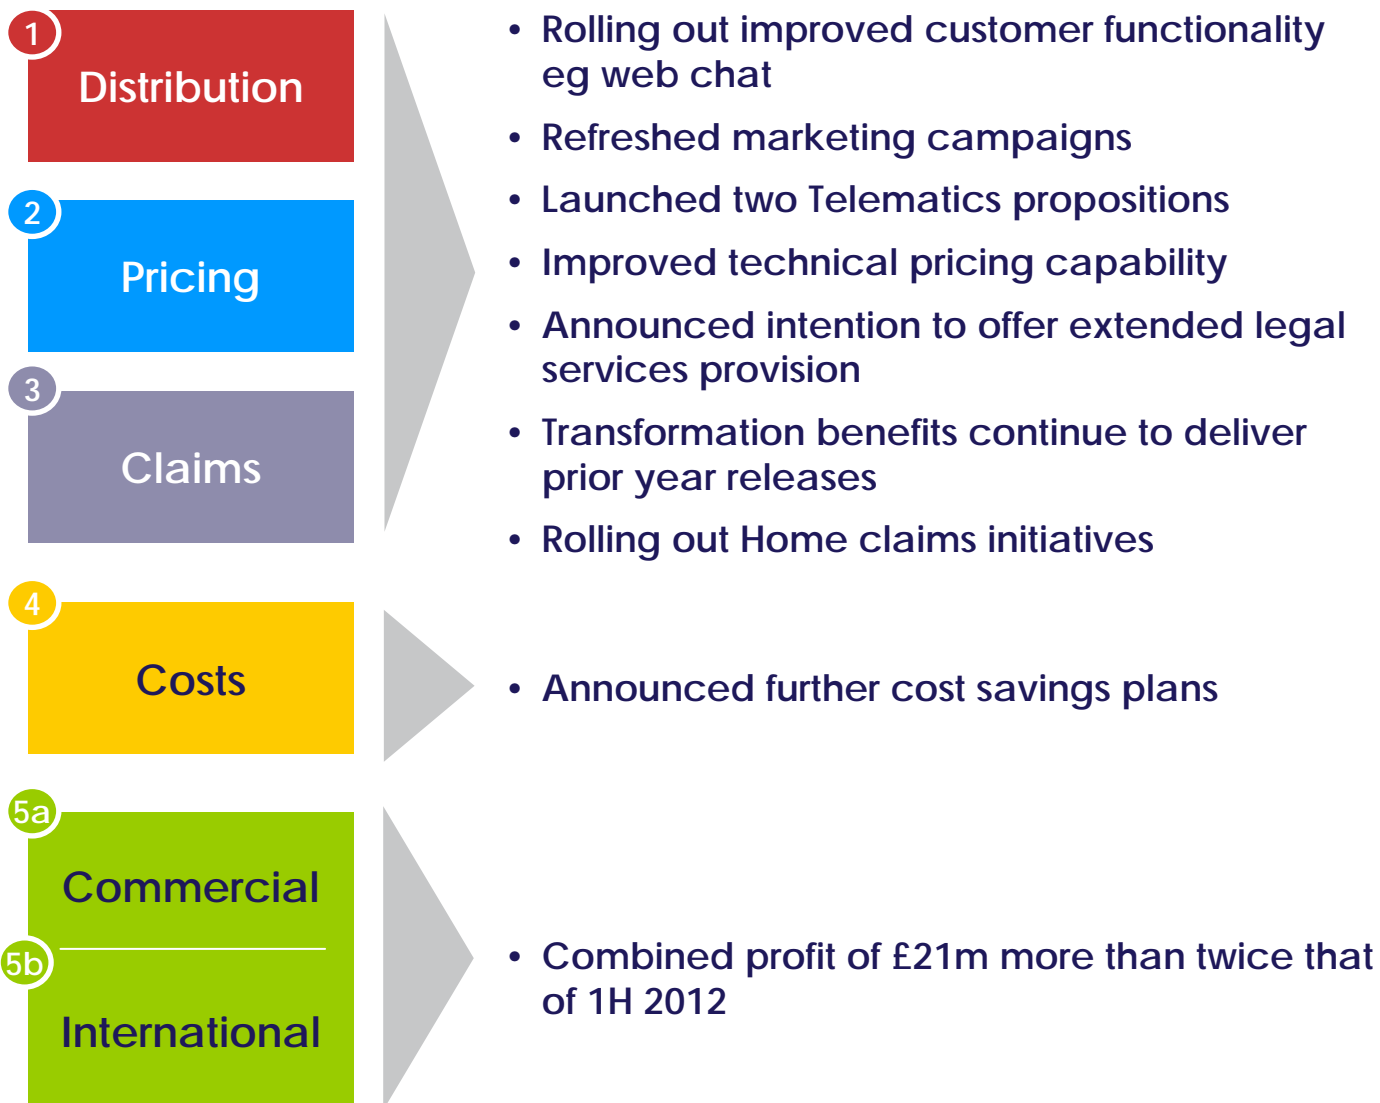 1
Distribution
2
Pricing
3
Claims
• Rolling out improved customer functionality
eg web chat
• Refreshed marketing campaigns
• Launched two Telematics propositions
• Improved technical pricing capability
• Announced intention to offer extended legal
services provision
• Transformation benefits continue to deliver
prior year releases
• Rolling out Home claims initiatives
4
Costs
• Announced further cost savings plans
5a
Commercial
5b
International
• Combined profit of £21m more than twice that
of 1H 2012